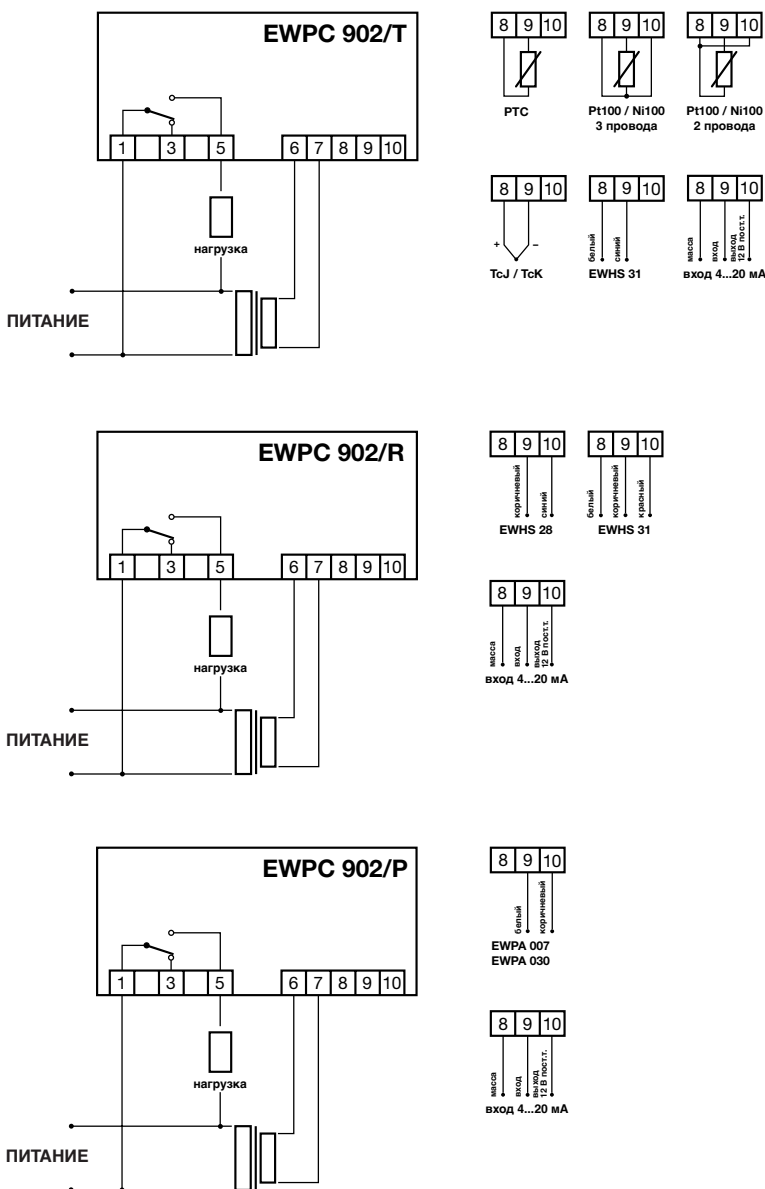 EWPC 902/T
1 3 5 6 7 8 9 10
нагрузка
ПИТАНИЕ
8 9 10
PTC
8 9 10
Pt100 / Ni100
3 провода
8 9 10
Pt100 / Ni100
2 провода
8 9 10
+ –
TcJ / TcK
8 9 10
белый
синий
EWHS 31
8 9 10
масса
вход
выход
12 В пост.т.
вход 4...20 мА
EWPC 902/R
1 3 5 6 7 8 9 10
нагрузка
ПИТАНИЕ
8 9 10
коричневый
синий
EWHS 28
8 9 10
белый
коричневый
красный
EWHS 31
8 9 10
масса
вход
выход
12 В пост.т.
вход 4...20 мА
EWPC 902/P
1 3 5 6 7 8 9 10
нагрузка
ПИТАНИЕ
8 9 10
белый
коричневый
EWPA 007
EWPA 030
8 9 10
масса
вход
выход
12 В пост.т.
вход 4...20 мА